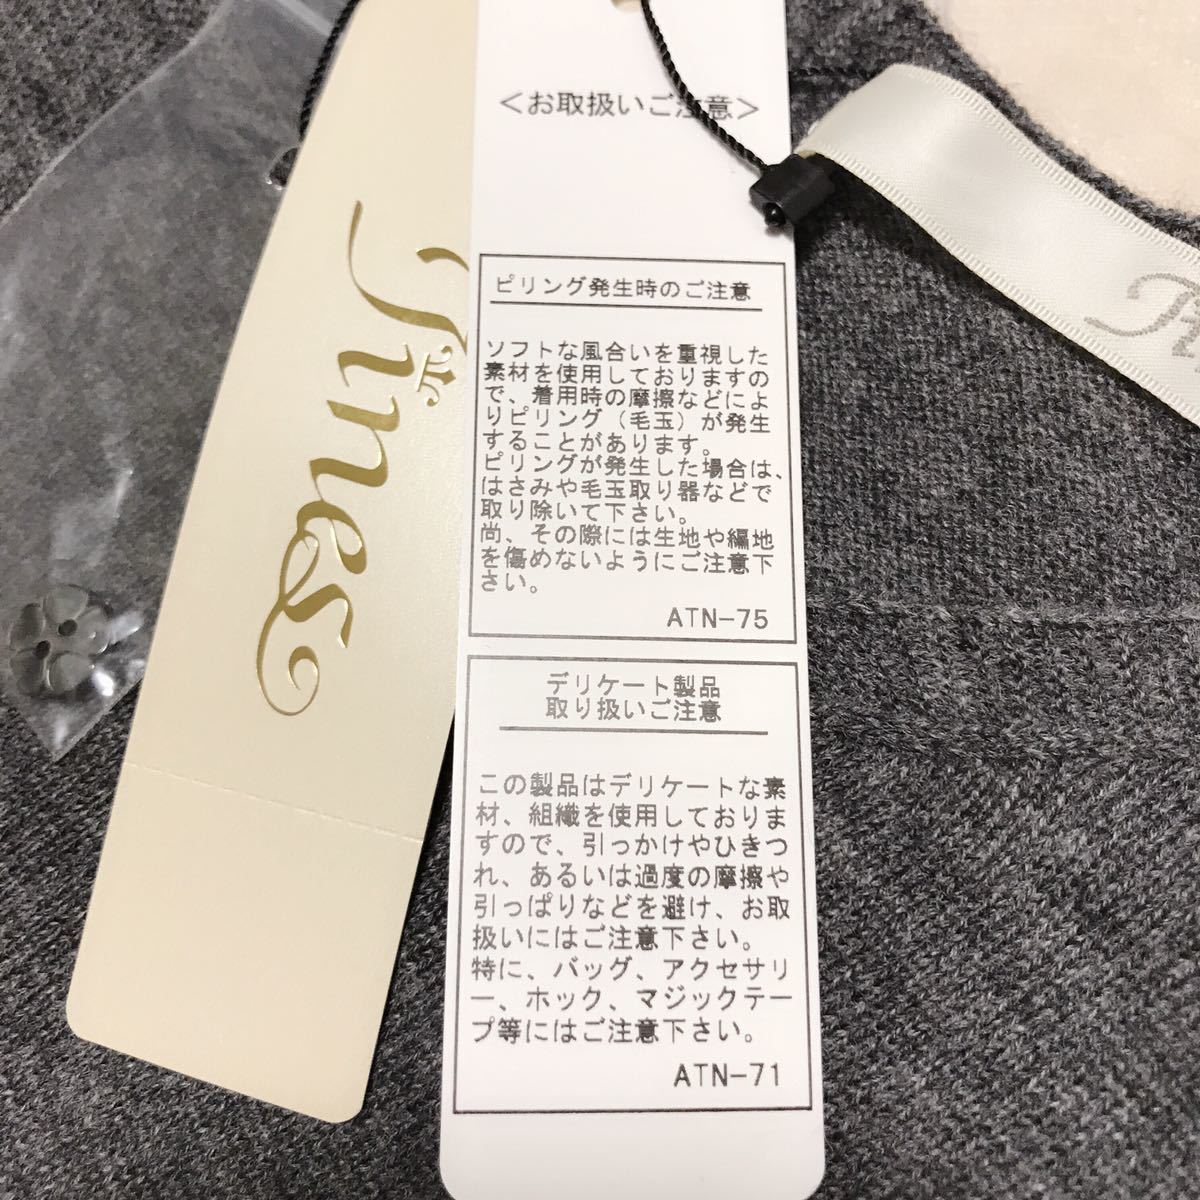 <お取扱いご注意>
ピリング発生時のご注意
ソフトな風合いを重視した
素材を使用しておりますの
で、着用時の摩擦などによ
りピリング（毛玉）が発生
することがあります。
ピリングが発生した場合は、
はさみや毛玉取り器などで
取り除いて下さい。
尚、その際には生地や編地
を傷めないようにご注意下
さい。
ATN-75
デリケート製品
取り扱いご注意
この製品はデリケートな素
材、組織を使用しておりま
すので、引っかけやひきつ
れ、あるいは過度の摩擦や
引っぱりなどを避け、お取
扱いにはご注意下さい。
特に、バッグ、アクセサリ
ー、ホック、マジックテー
プ等にはご注意下さい。
ATN-71